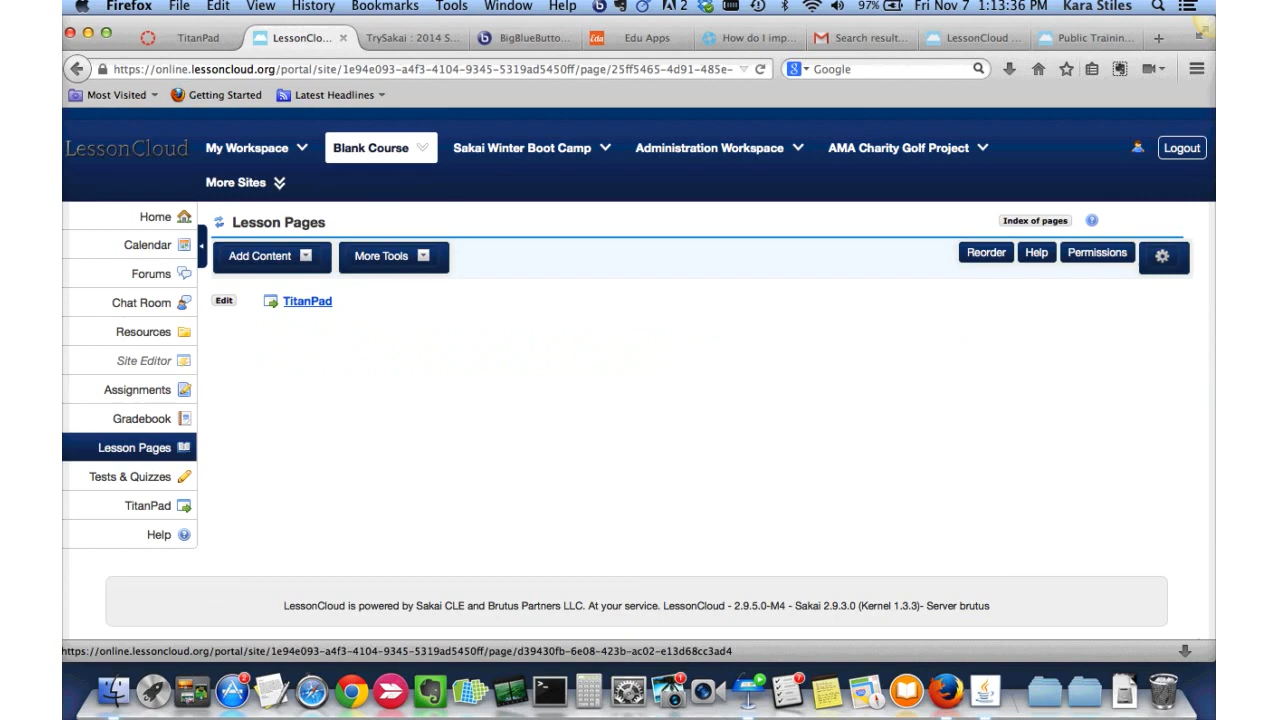 Firefox File Edit View History Bookmarks Tools Window Help 2 97% Fri Nov 7 1:13:36 PM Kara Stiles
TitanPad LessonClo... TrySakai : 2014 S... BigBlueButto... Edu Apps How do I imp... Search result... LessonCloud ... Public Trainin...
https://online.lessoncloud.org/portal/site/1e94e093-a4f3-4104-9345-5319ad5450ff/page/25ff5465-4d91-485e- Google
Most Visited Getting Started Latest Headlines
LessonCloud My Workspace Blank Course Sakai Winter Boot Camp Administration Workspace AMA Charity Golf Project Logout
More Sites
Home Lesson Pages Index of pages
Calendar Add Content More Tools Reorder Help Permissions
Forums
Chat Room Edit TitanPad
Resources
Site Editor
Assignments
Gradebook
Lesson Pages
Tests & Quizzes
TitanPad
Help
LessonCloud is powered by Sakai CLE and Brutus Partners LLC. At your service. LessonCloud - 2.9.5.0-M4 - Sakai 2.9.3.0 (Kernel 1.3.3)- Server brutus
https://online.lessoncloud.org/portal/site/1e94e093-a4f3-4104-9345-5319ad5450ff/page/d39430fb-6e08-423b-ac02-e13d68cc3ad4